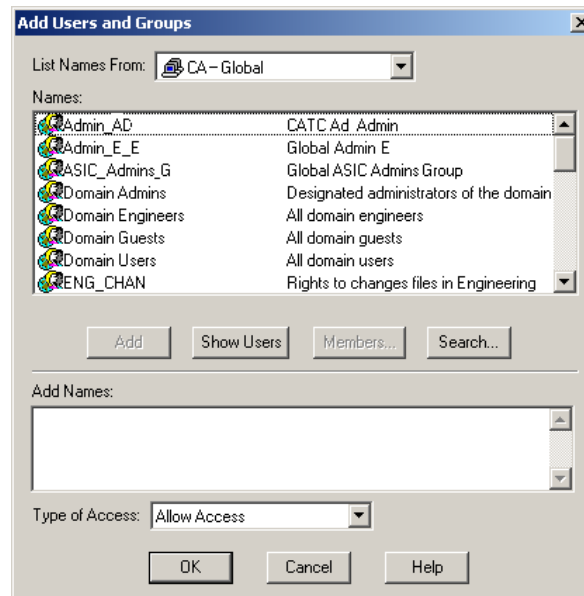 Add Users and Groups
List Names From: CA-Global
Names:
Admin_AD CATC Ad Admin
Admin_E_E Global Admin E
ASIC_Admins_G Global ASIC Admins Group
Domain Admins Designated administrators of the domain
Domain Engineers All domain engineers
Domain Guests All domain guests
Domain Users All domain users
ENG_CHAN Rights to changes files in Engineering
Add Show Users Members... Search...
Add Names:
Type of Access: Allow Access
OK Cancel Help